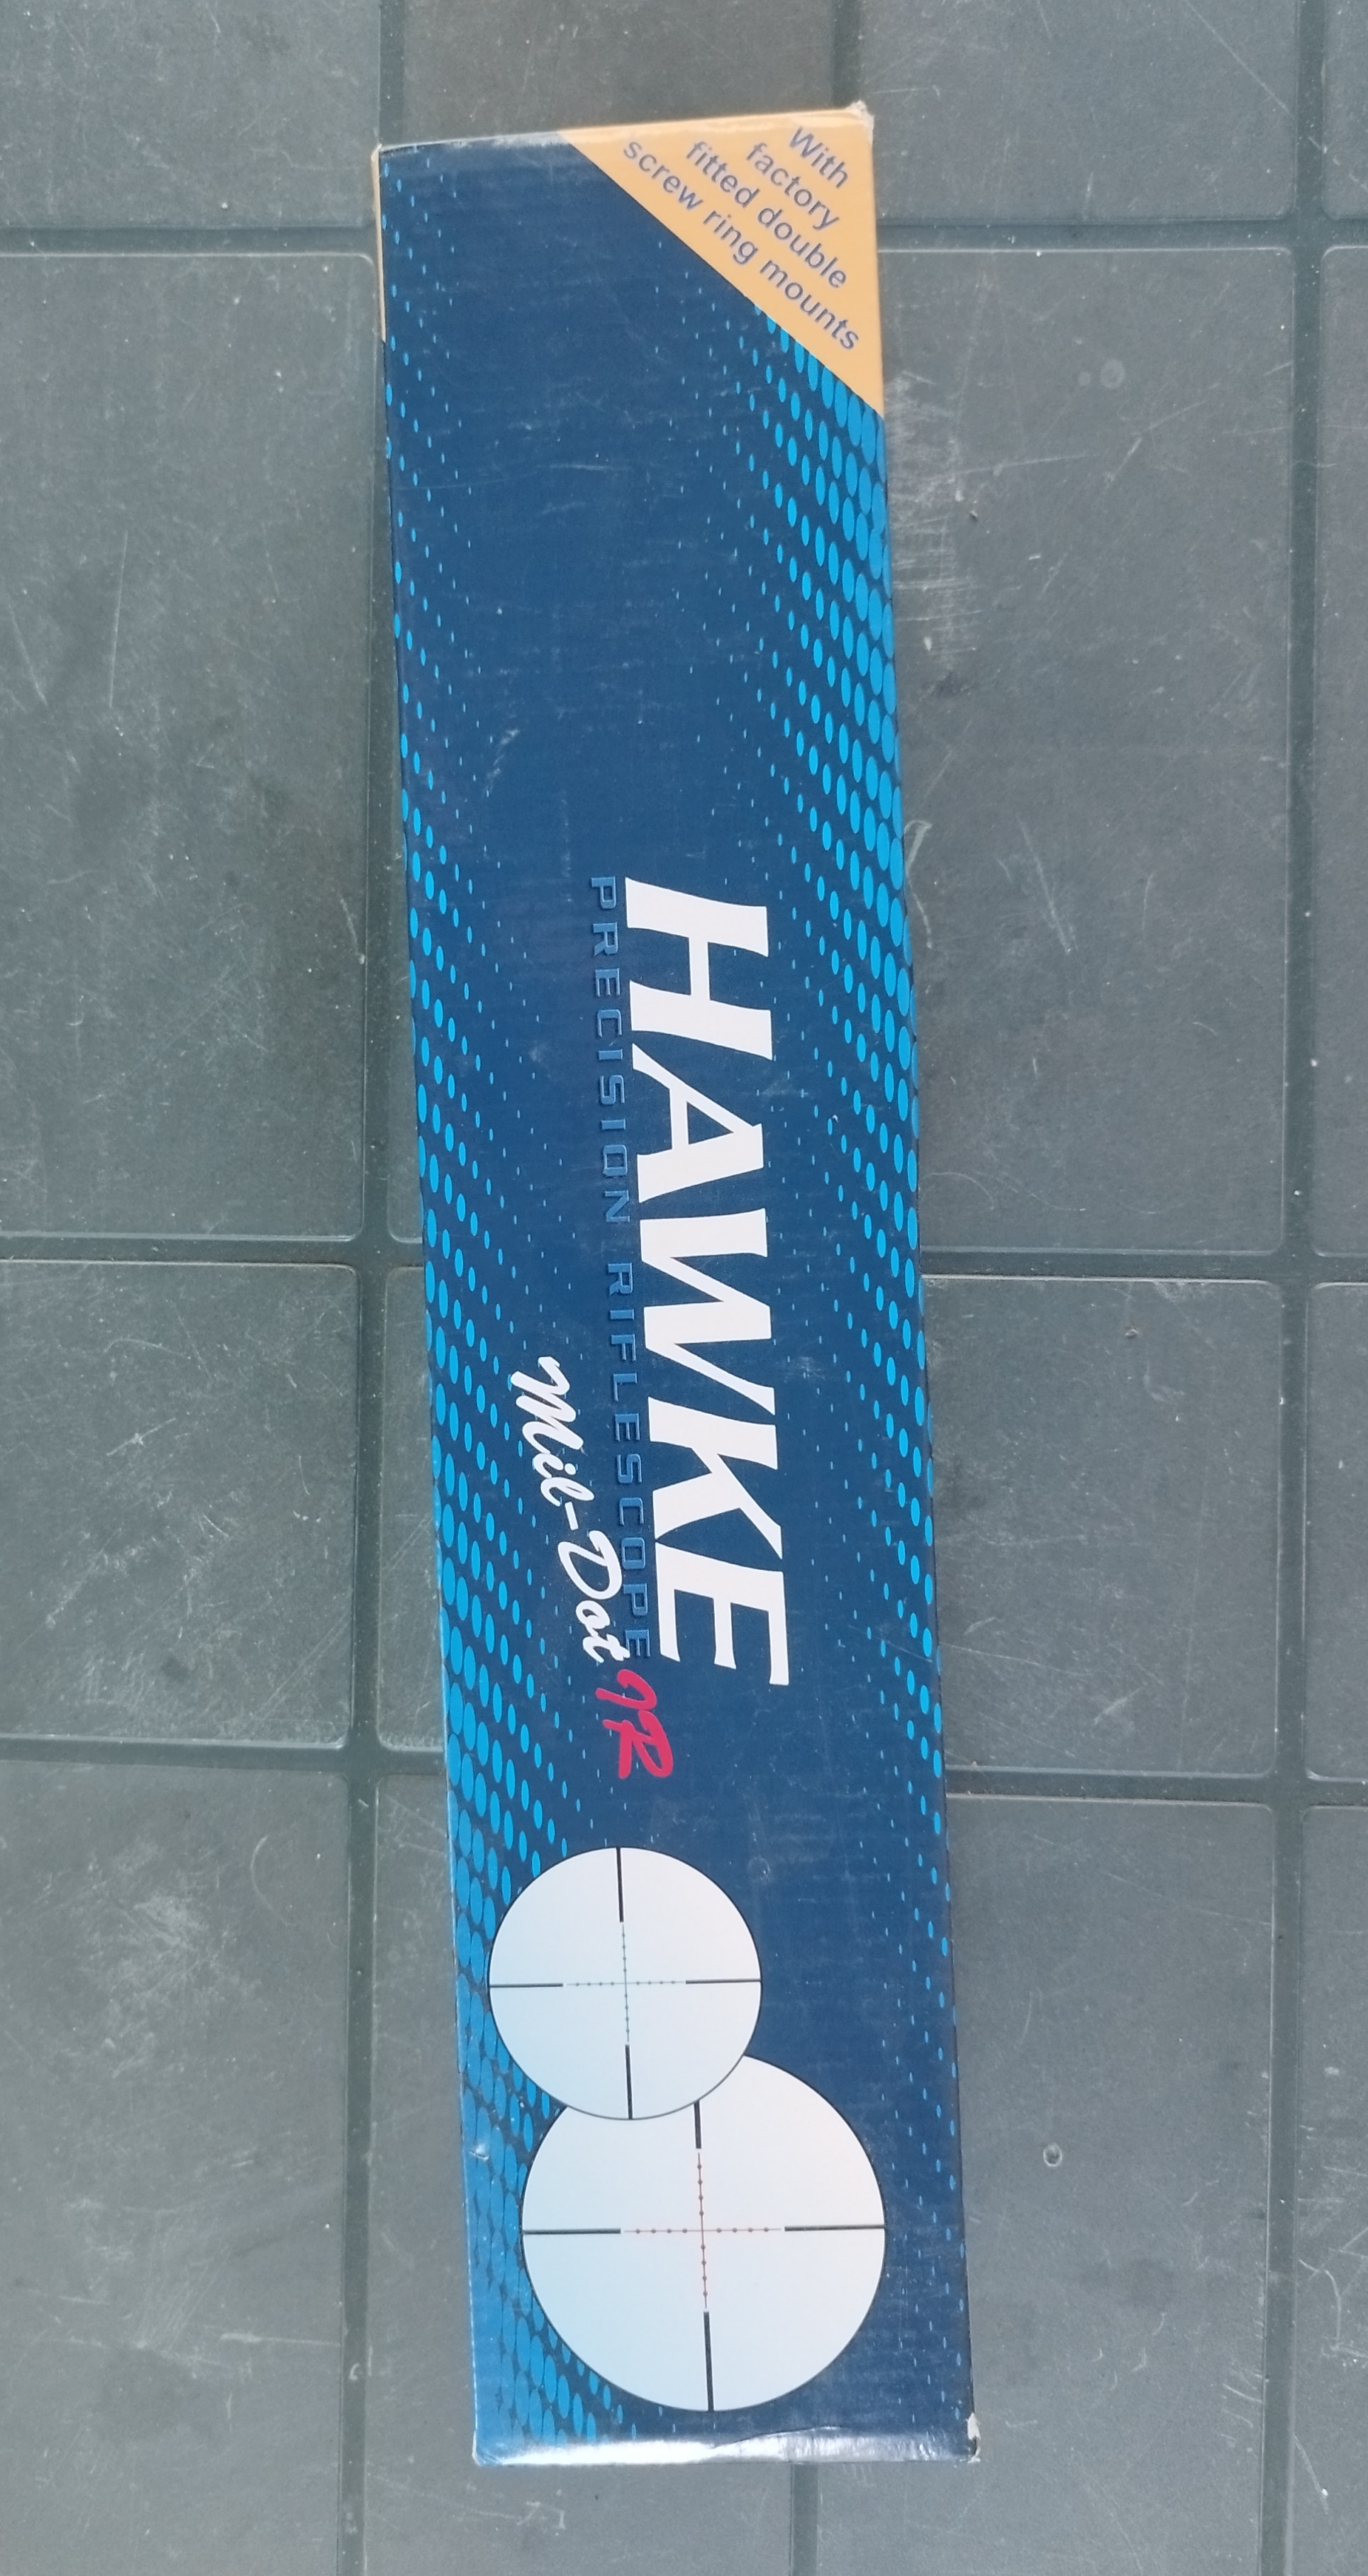 With
factory
fitted double
screw ring mounts
HAWKE
PRECISION RIFLESCOPE
Mil-Dot IR